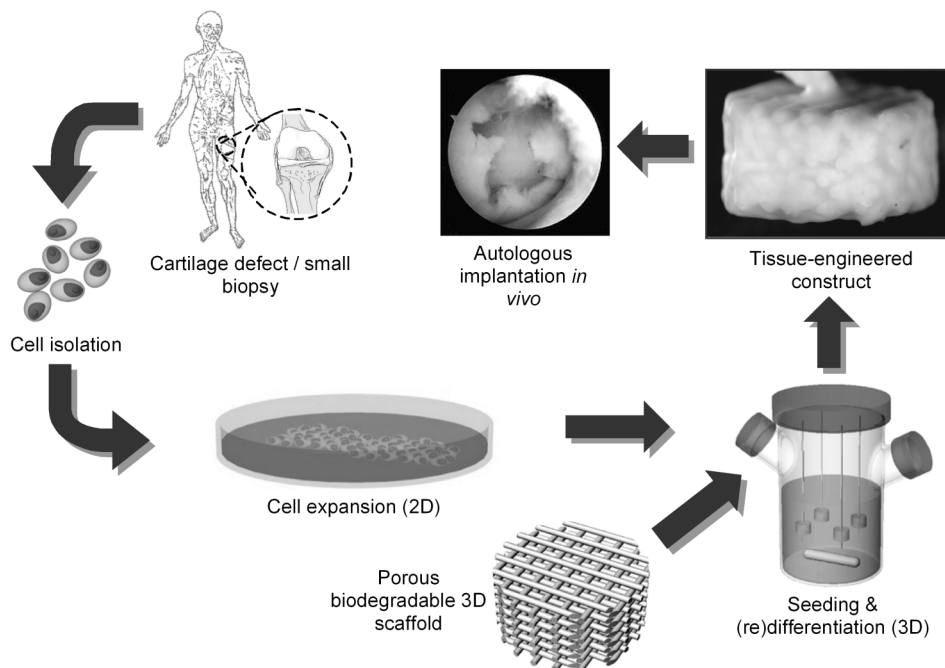 Cartilage defect / small
biopsy
Cell isolation
Cell expansion (2D)
Porous
biodegradable 3D
scaffold
Seeding &
(re)differentiation (3D)
Tissue-engineered
construct
Autologous
implantation in
vivo